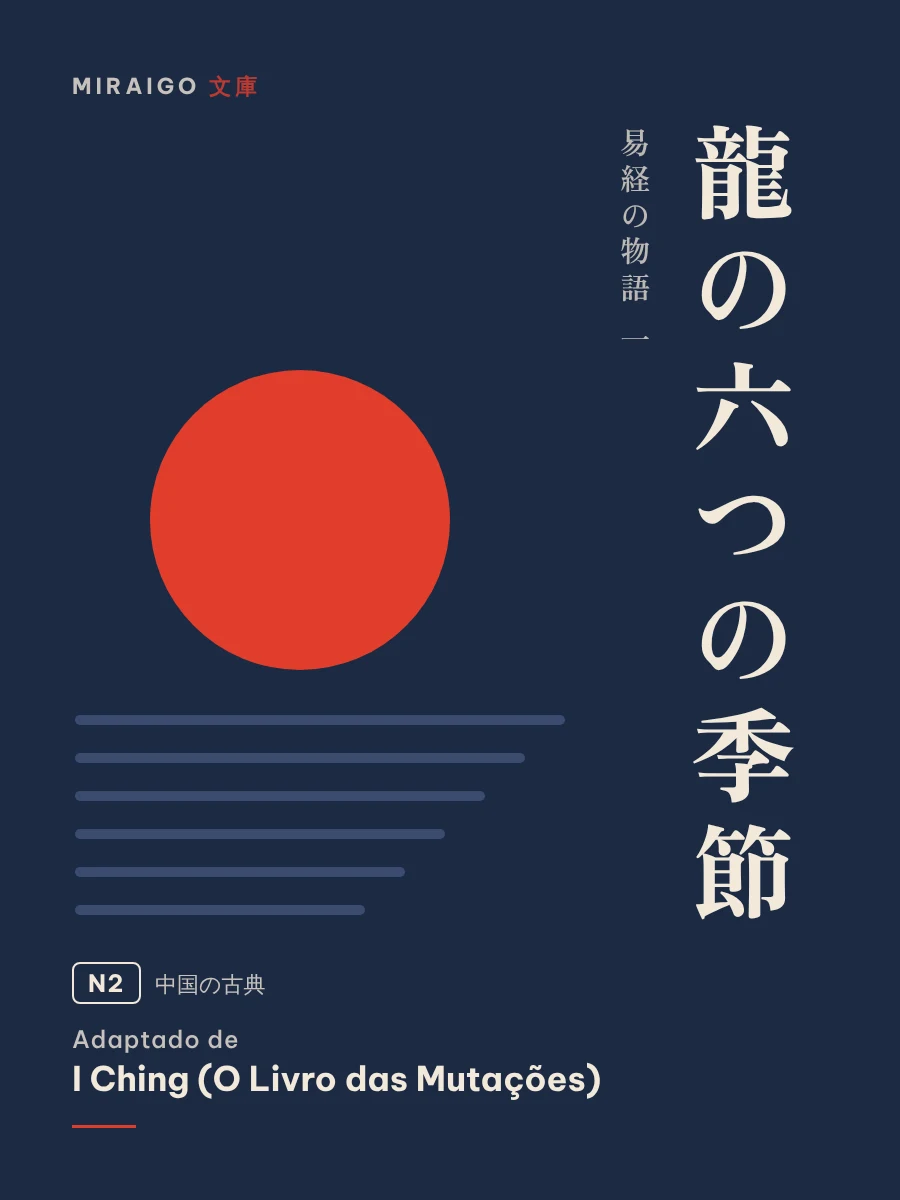 MIRAIGO 文庫
龍の六つの季節
易経の物語 一
N2 中国の古典
Adaptado de
I Ching (O Livro das Mutações)